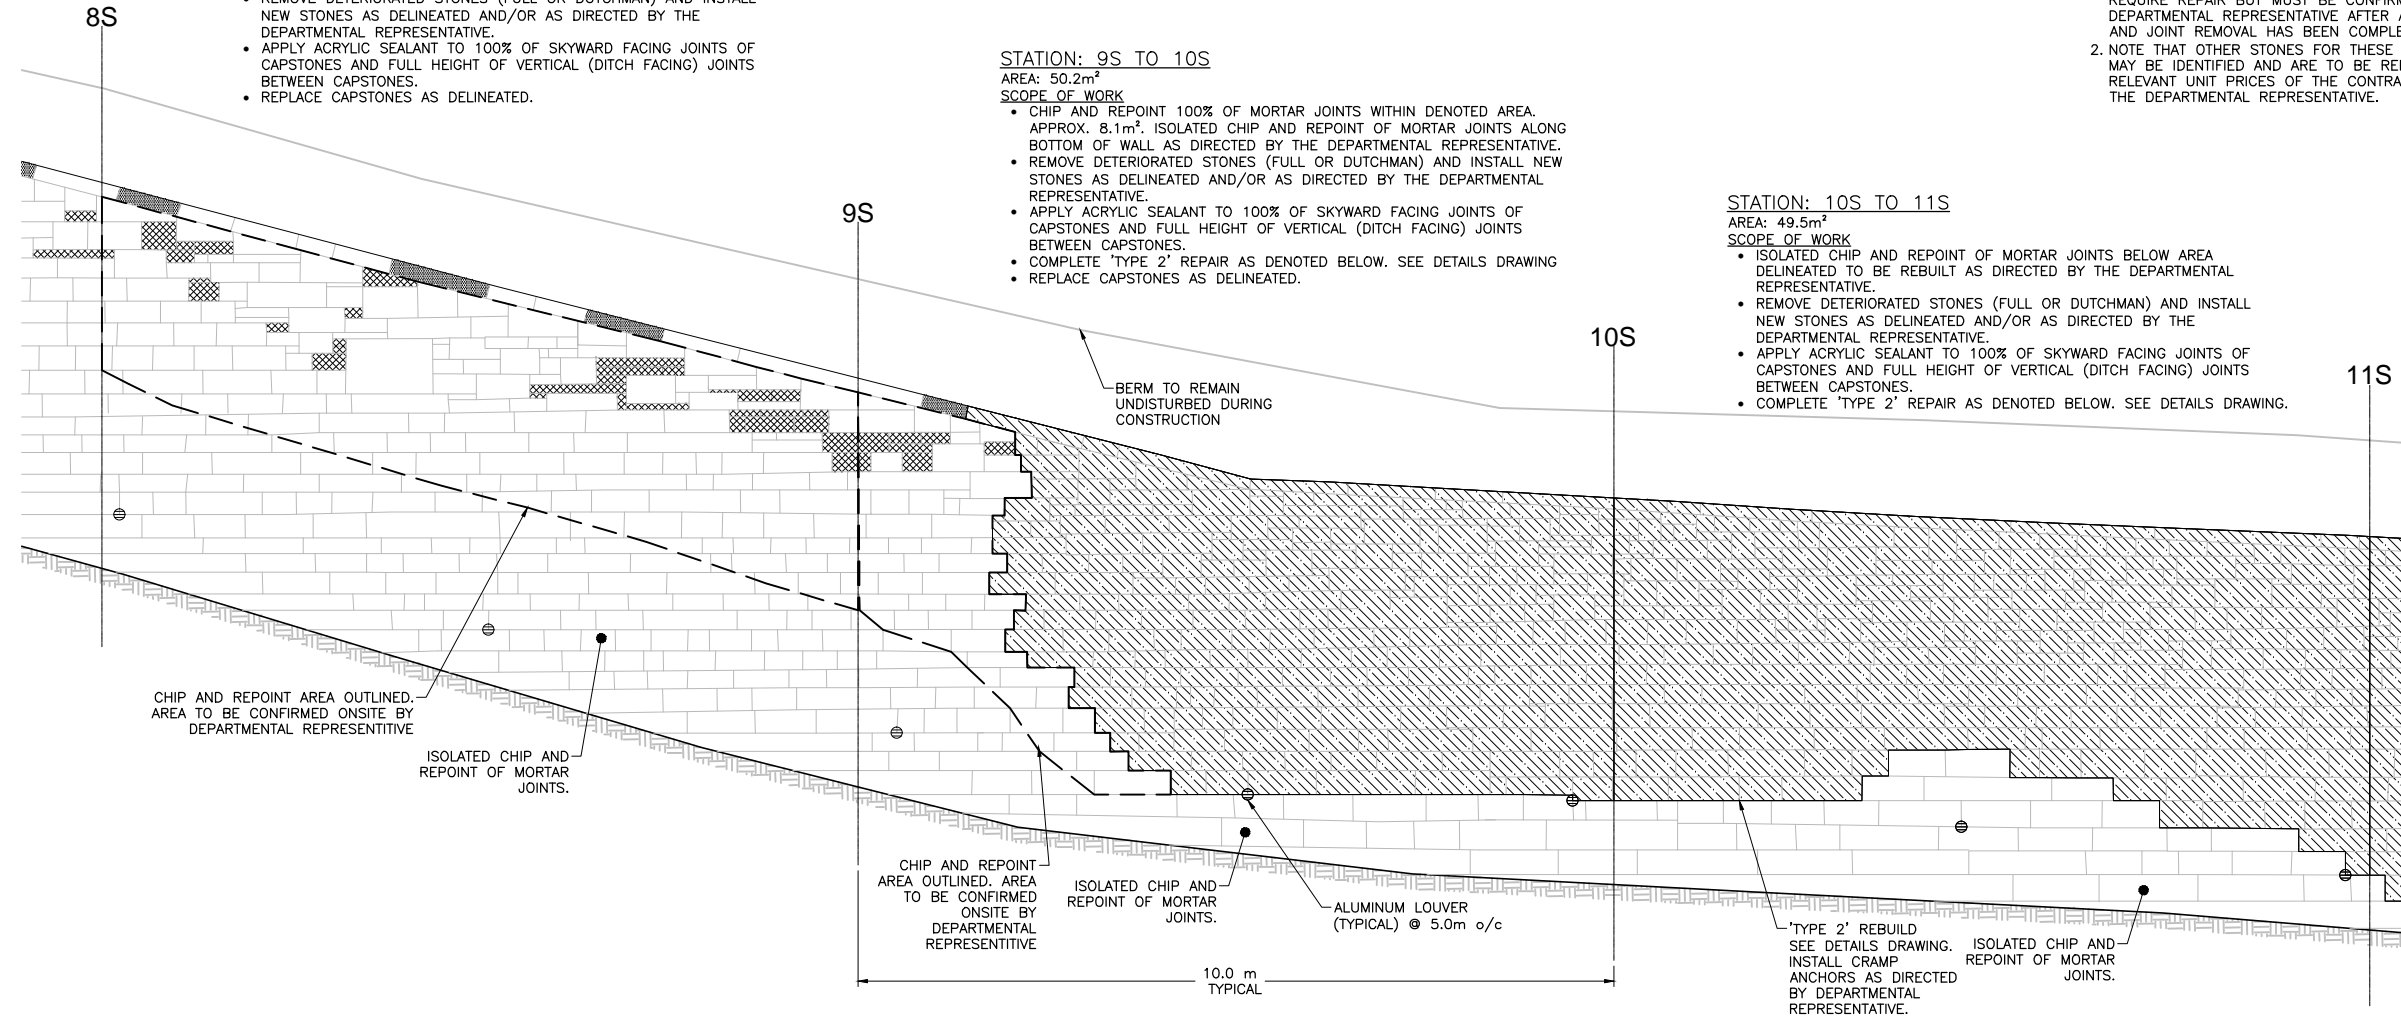 8S
• REMOVE DETERIORATED STONES (FULL OR DUTCHMAN) AND INSTALL
NEW STONES AS DELINEATED AND/OR AS DIRECTED BY THE
DEPARTMENTAL REPRESENTATIVE.
• APPLY ACRYLIC SEALANT TO 100% OF SKYWARD FACING JOINTS OF
CAPSTONES AND FULL HEIGHT OF VERTICAL (DITCH FACING) JOINTS
BETWEEN CAPSTONES.
• REPLACE CAPSTONES AS DELINEATED.
9S
STATION: 9S TO 10S
AREA: 50.2m²
SCOPE OF WORK
• CHIP AND REPOINT 100% OF MORTAR JOINTS WITHIN DENOTED AREA.
APPROX. 8.1m². ISOLATED CHIP AND REPOINT OF MORTAR JOINTS ALONG
BOTTOM OF WALL AS DIRECTED BY THE DEPARTMENTAL REPRESENTATIVE.
• REMOVE DETERIORATED STONES (FULL OR DUTCHMAN) AND INSTALL NEW
STONES AS DELINEATED AND/OR AS DIRECTED BY THE DEPARTMENTAL
REPRESENTATIVE.
• APPLY ACRYLIC SEALANT TO 100% OF SKYWARD FACING JOINTS OF
CAPSTONES AND FULL HEIGHT OF VERTICAL (DITCH FACING) JOINTS
BETWEEN CAPSTONES.
• COMPLETE 'TYPE 2' REPAIR AS DENOTED BELOW. SEE DETAILS DRAWING
• REPLACE CAPSTONES AS DELINEATED.
REQUIRE REPAIR BUT MUST BE CONFIRM
DEPARTMENTAL REPRESENTATIVE AFTER A
AND JOINT REMOVAL HAS BEEN COMPLE
2. NOTE THAT OTHER STONES FOR THESE
MAY BE IDENTIFIED AND ARE TO BE REI
RELEVANT UNIT PRICES OF THE CONTRA
THE DEPARTMENTAL REPRESENTATIVE.
10S
STATION: 10S TO 11S
AREA: 49.5m²
SCOPE OF WORK
• ISOLATED CHIP AND REPOINT OF MORTAR JOINTS BELOW AREA
DELINEATED TO BE REBUILT AS DIRECTED BY THE DEPARTMENTAL
REPRESENTATIVE.
• REMOVE DETERIORATED STONES (FULL OR DUTCHMAN) AND INSTALL
NEW STONES AS DELINEATED AND/OR AS DIRECTED BY THE
DEPARTMENTAL REPRESENTATIVE.
• APPLY ACRYLIC SEALANT TO 100% OF SKYWARD FACING JOINTS OF
CAPSTONES AND FULL HEIGHT OF VERTICAL (DITCH FACING) JOINTS
BETWEEN CAPSTONES.
• COMPLETE 'TYPE 2' REPAIR AS DENOTED BELOW. SEE DETAILS DRAWING.
11S
BERM TO REMAIN
UNDISTURBED DURING
CONSTRUCTION
CHIP AND REPOINT AREA OUTLINED.
AREA TO BE CONFIRMED ONSITE BY
DEPARTMENTAL REPRESENTITIVE
ISOLATED CHIP AND
REPOINT OF MORTAR
JOINTS.
CHIP AND REPOINT
AREA OUTLINED. AREA
TO BE CONFIRMED
ONSITE BY
DEPARTMENTAL
REPRESENTITIVE
ISOLATED CHIP AND
REPOINT OF MORTAR
JOINTS.
ALUMINUM LOUVER
(TYPICAL) @ 5.0m o/c
'TYPE 2' REBUILD
SEE DETAILS DRAWING.
INSTALL CRAMP
ANCHORS AS DIRECTED
BY DEPARTMENTAL
REPRESENTATIVE.
ISOLATED CHIP AND
REPOINT OF MORTAR
JOINTS.
10.0 m
TYPICAL